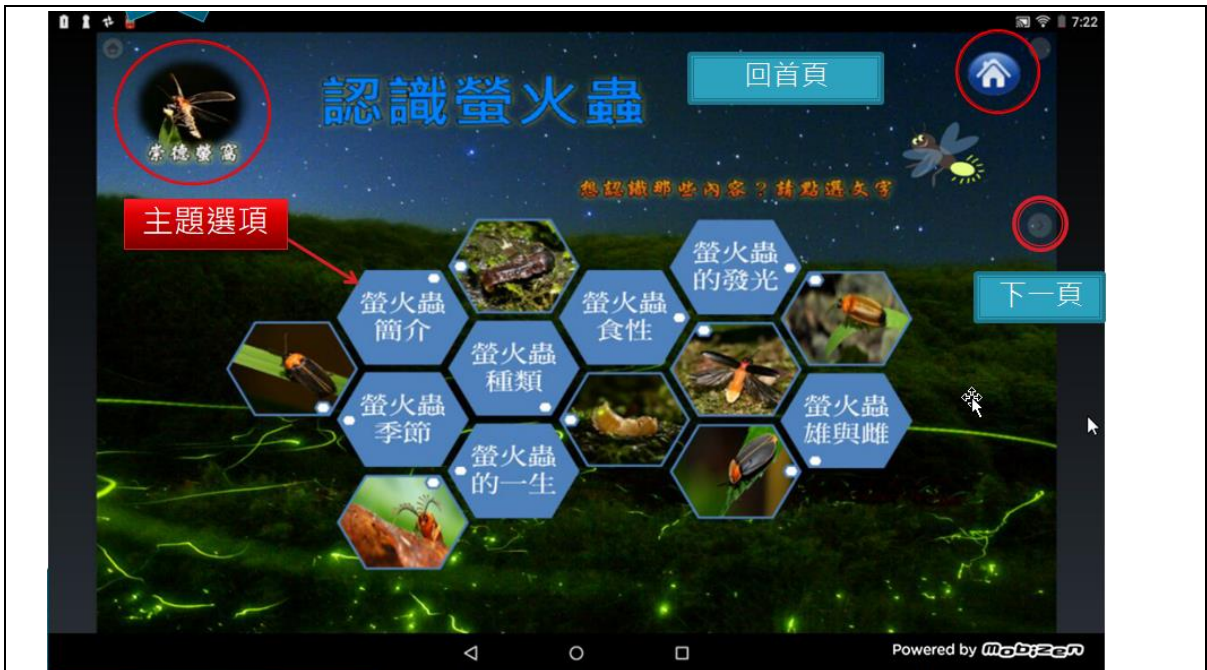 7:22
認識螢火蟲
回首頁
崇德螢窩
想認識那些內容？請點選文字
主題選項
螢火蟲
的發光
下一頁
螢火蟲
簡介
螢火蟲
食性
螢火蟲
種類
螢火蟲
季節
螢火蟲
雄與雌
螢火蟲
的一生
Powered by Mobizen